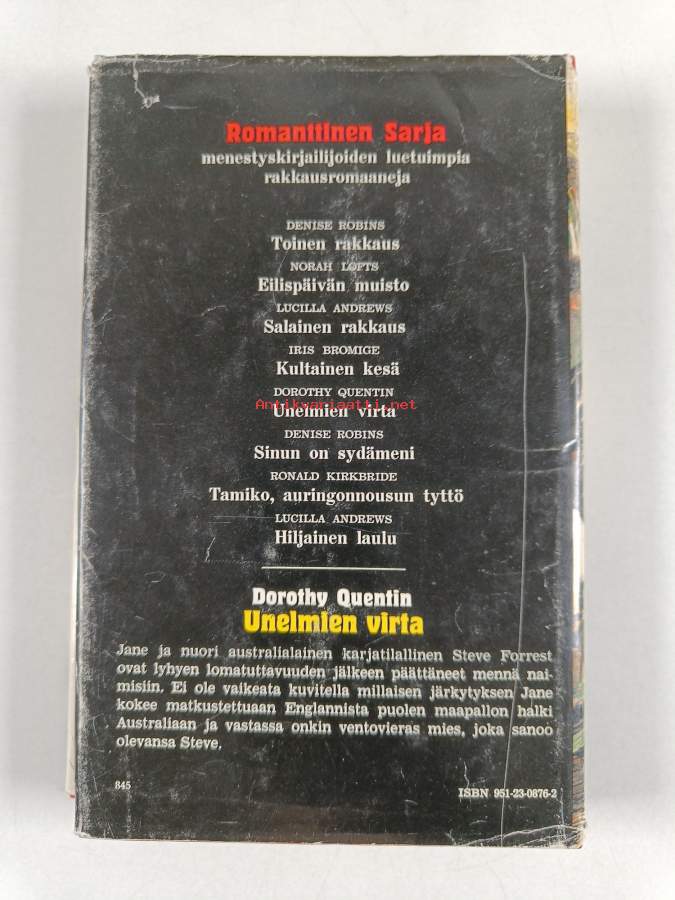 Romanttinen Sarja
menestyskirjailijoiden luetuimpia
rakkausromaaneja
DENISE ROBINS
Toinen rakkaus
NORAH LOFTS
Eilispäivän muisto
LUCILLA ANDREWS
Salainen rakkaus
IRIS BROMIGE
Kultainen kesä
DOROTHY QUENTIN
Antikvariaatti.net
Unelmien virta
DENISE ROBINS
Sinun on sydämeni
RONALD KIRKBRIDE
Tamiko, auringonnousun tyttö
LUCILLA ANDREWS
Hiljainen laulu
Dorothy Quentin
Unelmien virta
Jane ja nuori australialainen karjatilallinen Steve Forrest
ovat lyhyen lomatuttavuuden jälkeen päättäneet mennä nai-
misiin. Ei ole vaikeata kuvitella millaisen järkytyksen Jane
kokee matkustettuaan Englannista puolen maapallon halki
Australiaan ja vastassa onkin ventovieras mies, joka sanoo
olevansa Steve.
845
ISBN 951-23-0876-2